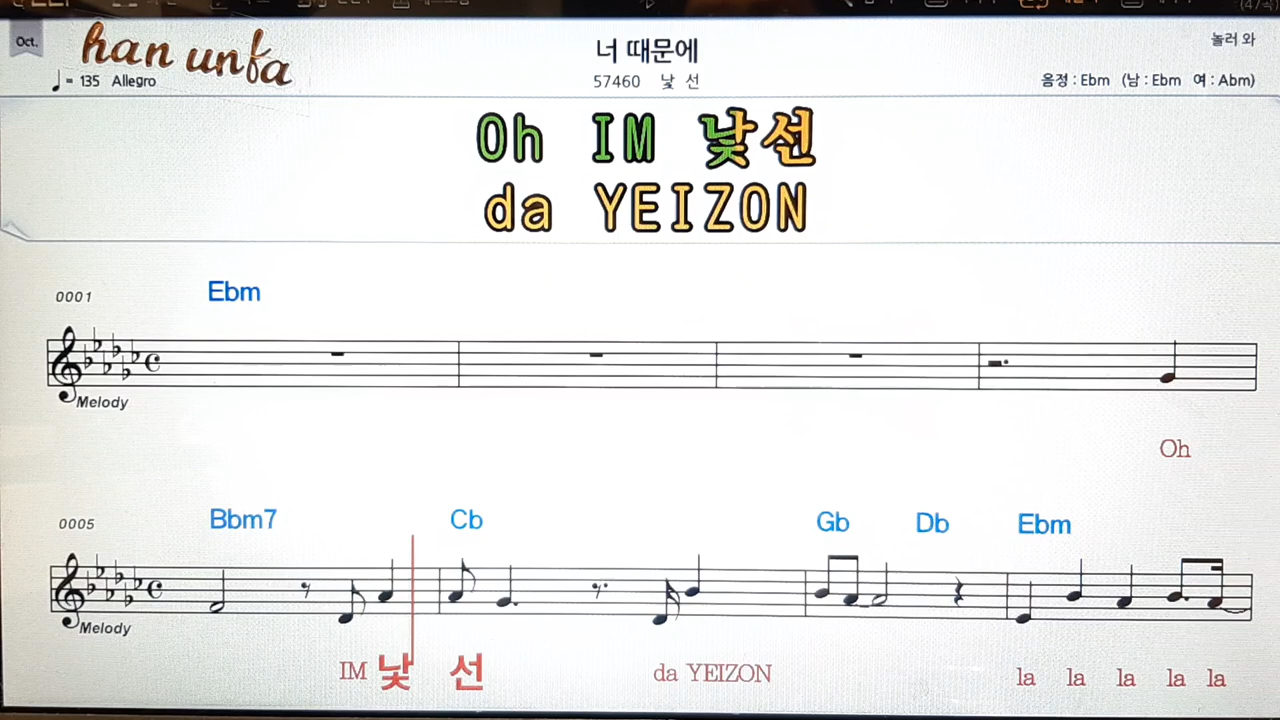 Oct.
han unfa
너 때문에
놀러 와
♩= 135 Allegro
57460 낯 선
음정 : Ebm (남 : Ebm 여 : Abm)
Oh IM 낯선
da YEIZON
0001 Ebm
Melody
Oh
0005 Bbm7 Cb Gb Db Ebm
Melody
IM 낯 선 da YEIZON la la la la la